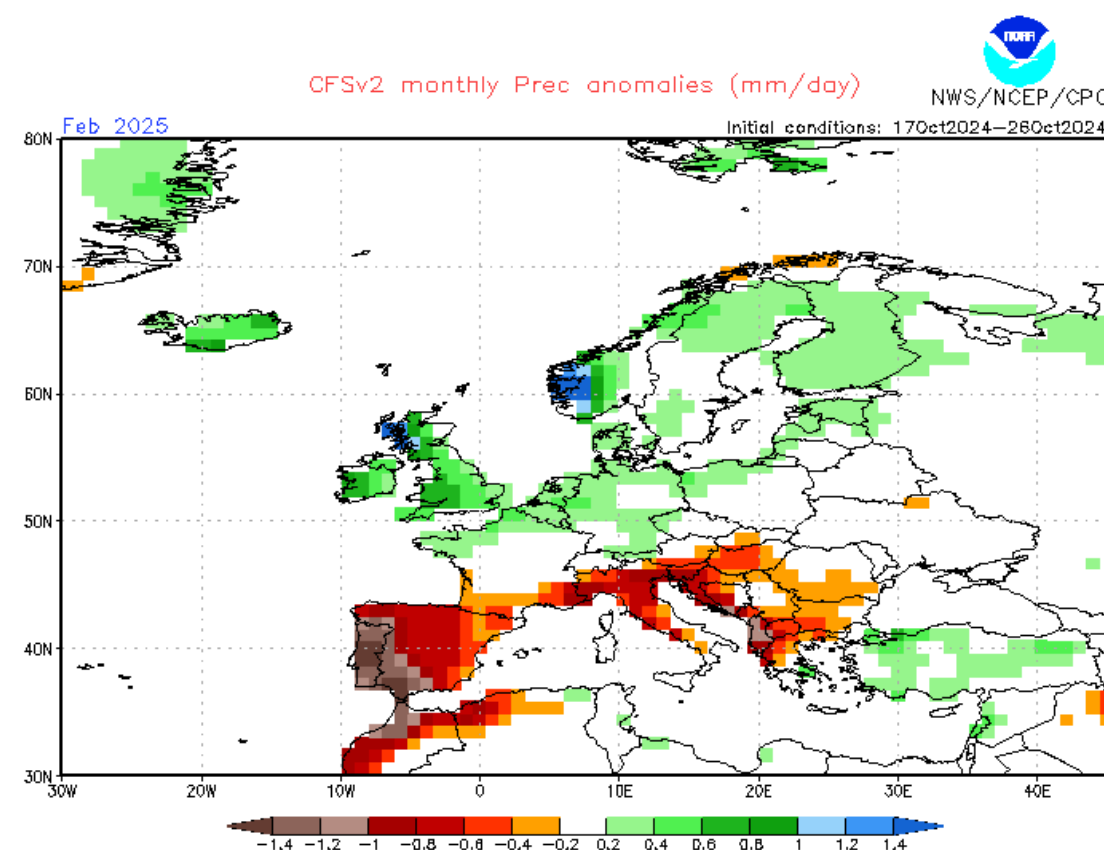 NOAA
CFSv2 monthly Prec anomalies (mm/day)
NWS/NCEP/CPC
Feb 2025
Initial conditions: 17Oct2024–26Oct2024
80N
70N
60N
50N
40N
30N
30W 20W 10W 0 10E 20E 30E 40E
-1.4 -1.2 -1 -0.8 -0.6 -0.4 -0.2 0.2 0.4 0.6 0.8 1 1.2 1.4